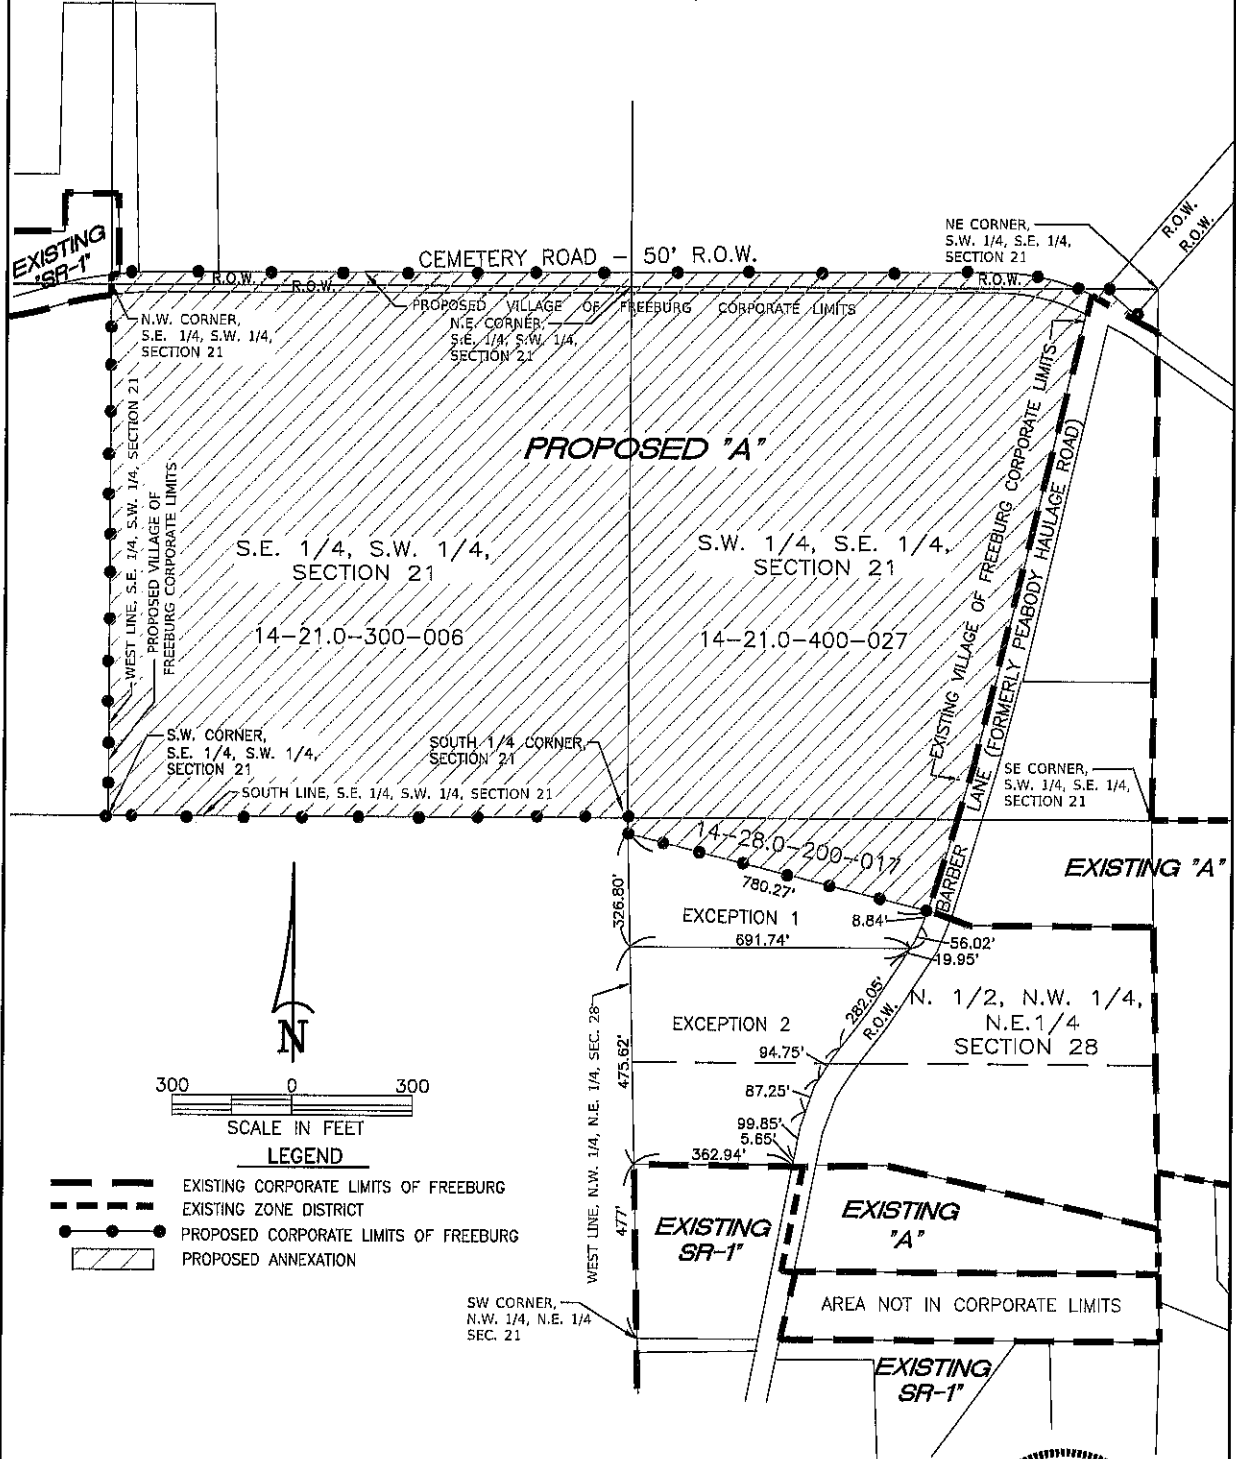 NE CORNER,
S.W. 1/4, S.E. 1/4,
SECTION 21
R.O.W.
R.O.W.
EXISTING
"SR-1"
CEMETERY ROAD - 50' R.O.W.
R.O.W.
R.O.W.
R.O.W.
PROPOSED VILLAGE OF FREEBURG CORPORATE LIMITS
N.W. CORNER,
S.E. 1/4, S.W. 1/4,
SECTION 21
N.E. CORNER,
S.E. 1/4, S.W. 1/4,
SECTION 21
PROPOSED "A"
WEST LINE, S.E. 1/4, S.W. 1/4, SECTION 21
PROPOSED VILLAGE OF
FREEBURG CORPORATE LIMITS
S.E. 1/4, S.W. 1/4,
SECTION 21
14-21.0-300-006
S.W. 1/4, S.E. 1/4,
SECTION 21
14-21.0-400-027
EXISTING VILLAGE OF FREEBURG CORPORATE LIMITS
BARBER LANE (FORMERLY PEABODY HAULAGE ROAD)
S.W. CORNER,
S.E. 1/4, S.W. 1/4,
SECTION 21
SOUTH 1/4 CORNER,
SECTION 21
SOUTH LINE, S.E. 1/4, S.W. 1/4, SECTION 21
SE CORNER,
S.W. 1/4, S.E. 1/4,
SECTION 21
14-28.0-200-017
EXISTING "A"
780.27'
326.80'
EXCEPTION 1
8.84'
691.74'
56.02'
19.95'
N. 1/2, N.W. 1/4,
N.E.1/4
SECTION 28
282.05'
R.O.W.
EXCEPTION 2
94.75'
475.62'
87.25'
99.85'
5.65'
362.94'
WEST LINE, N.W. 1/4, N.E. 1/4, SEC. 28
477'
N
300 0 300
SCALE IN FEET
LEGEND
EXISTING CORPORATE LIMITS OF FREEBURG
EXISTING ZONE DISTRICT
PROPOSED CORPORATE LIMITS OF FREEBURG
PROPOSED ANNEXATION
EXISTING
SR-1"
EXISTING
"A"
AREA NOT IN CORPORATE LIMITS
SW CORNER,
N.W. 1/4, N.E. 1/4
SEC. 21
EXISTING
SR-1"